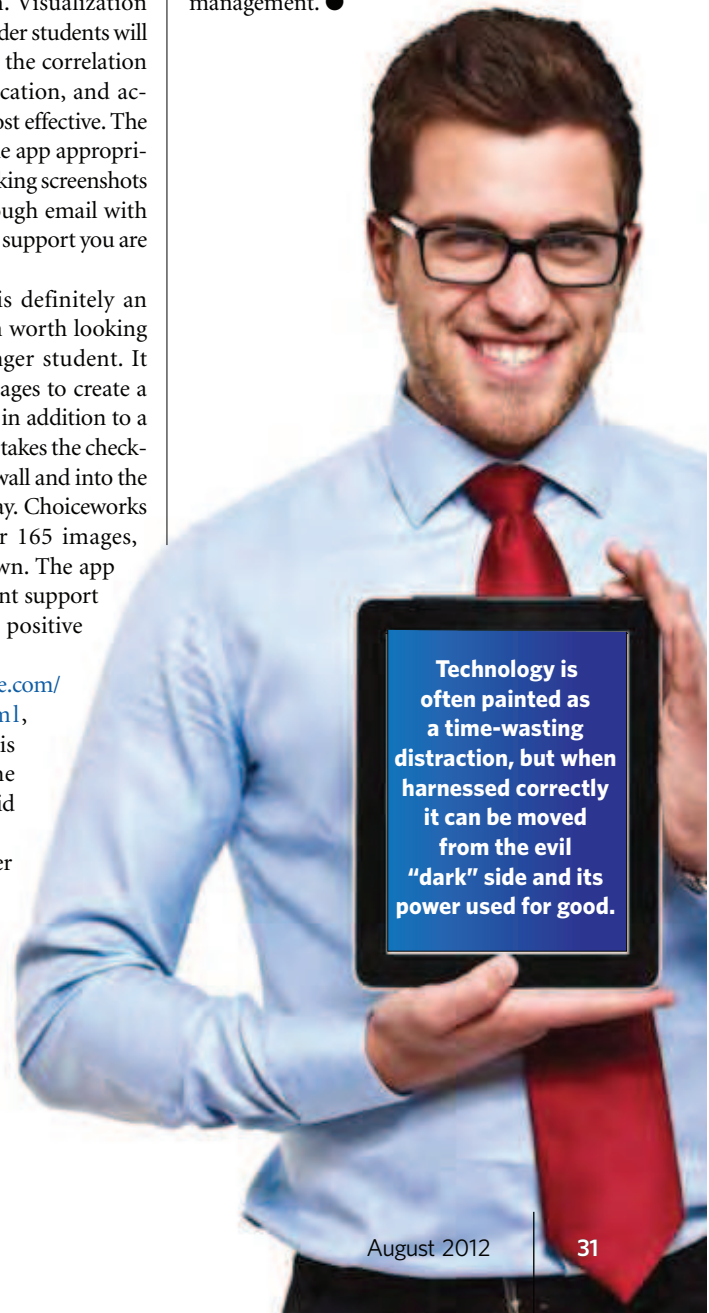 . Visualization
der students will
the correlation
cation, and ac-
ost effective. The
e app appropri-
king screenshots
ough email with
support you are
is definitely an
n worth looking
nger student. It
ages to create a
in addition to a
takes the check-
wall and into the
ay. Choiceworks
r 165 images,
wn. The app
nt support
positive
e.com/
m1,
is
ne
id
er
management. ●
Technology is
often painted as
a time-wasting
distraction, but when
harnessed correctly
it can be moved
from the evil
“dark” side and its
power used for good.
August 2012
31